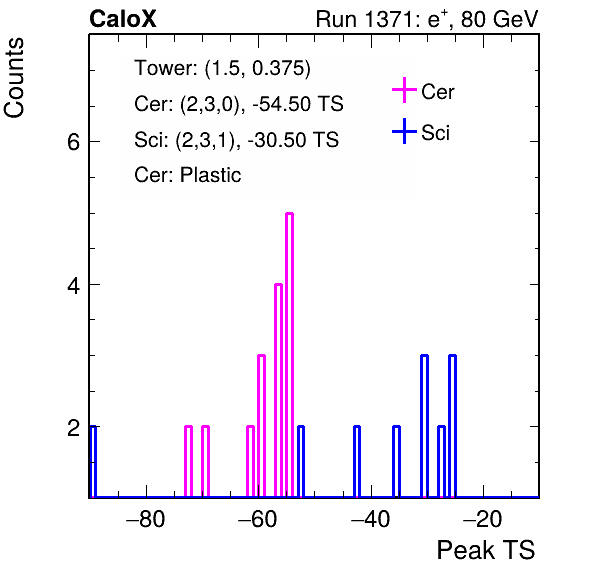 CaloX Run 1371: e⁺, 80 GeV
Counts
Tower: (1.5, 0.375)
Cer: (2,3,0), -54.50 TS
Sci: (2,3,1), -30.50 TS
Cer: Plastic
Cer
Sci
6
4
2
−80 −60 −40 −20
Peak TS